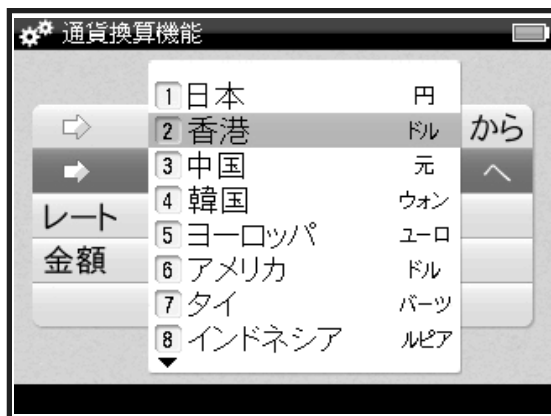 通貨換算機能
1 日本 円
2 香港 ドル
から
3 中国 元
へ
4 韓国 ウォン
レート
5 ヨーロッパ ユーロ
金額
6 アメリカ ドル
7 タイ バーツ
8 インドネシア ルピア